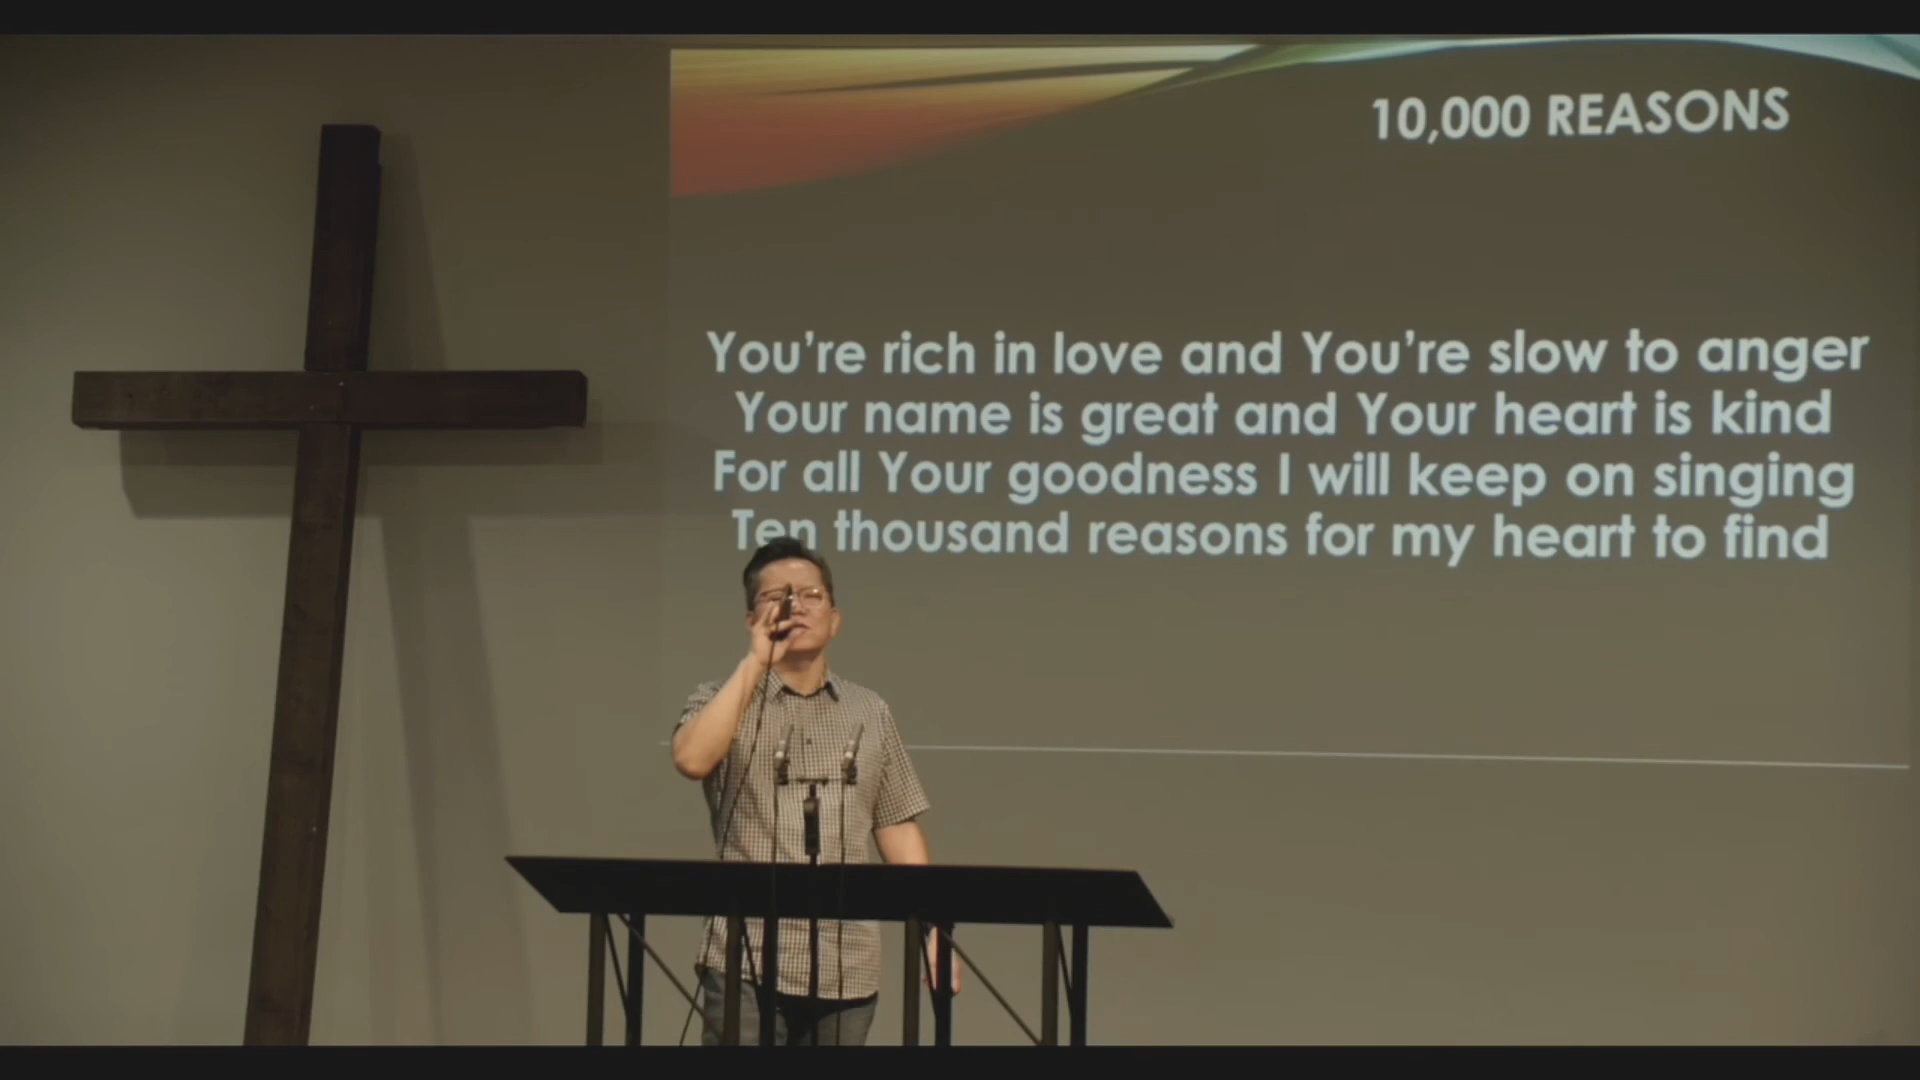 10,000 REASONS
You're rich in love and You're slow to anger
Your name is great and Your heart is kind
For all Your goodness I will keep on singing
Ten thousand reasons for my heart to find